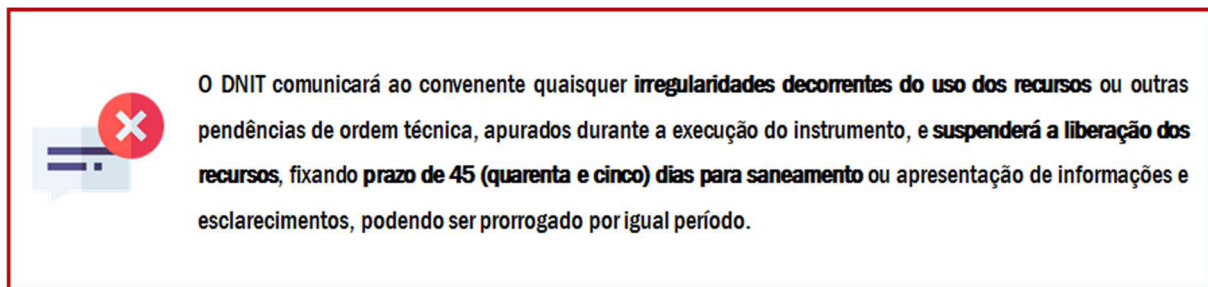 O DNIT comunicará ao convenente quaisquer irregularidades decorrentes do uso dos recursos ou outras
pendências de ordem técnica, apurados durante a execução do instrumento, e suspenderá a liberação dos
recursos, fixando prazo de 45 (quarenta e cinco) dias para saneamento ou apresentação de informações e
esclarecimentos, podendo ser prorrogado por igual período.